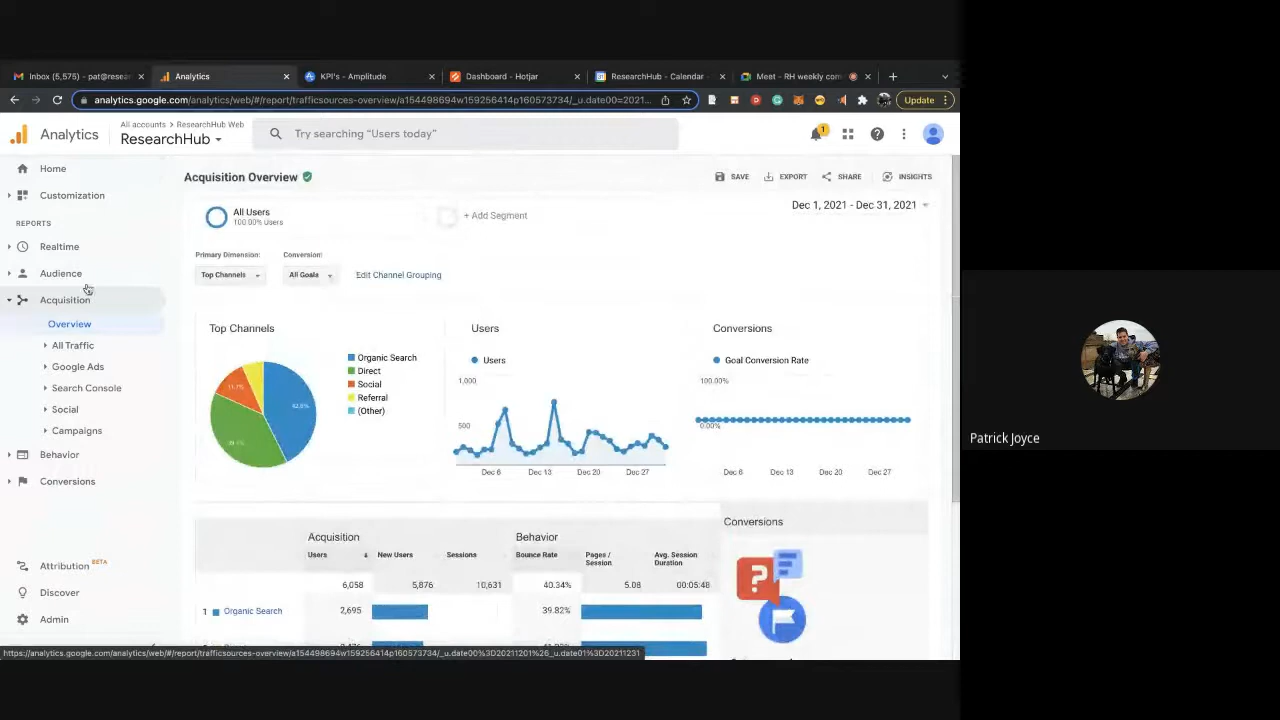 Inbox (5,575) - pat@resear
Analytics
KPI's - Amplitude
Dashboard - Hotjar
ResearchHub - Calendar
Meet - RH weekly com
analytics.google.com/analytics/web/#/report/trafficsources-overview/a154498694w159256414p160573734/_u.date00=2021...
Update
Analytics
All accounts > ResearchHub Web
ResearchHub
Try searching "Users today"
1
Home
Customization
REPORTS
Realtime
Audience
Acquisition
Overview
All Traffic
Google Ads
Search Console
Social
Campaigns
Behavior
Conversions
Attribution BETA
Discover
Admin
Acquisition Overview
SAVE
EXPORT
SHARE
INSIGHTS
All Users
100.00% Users
+ Add Segment
Dec 1, 2021 - Dec 31, 2021
Primary Dimension:
Conversion:
Top Channels
All Goals
Edit Channel Grouping
Top Channels
Organic Search
Direct
Social
Referral
(Other)
11.7%
Users
Users
1,000
500
Dec 6 Dec 13 Dec 20 Dec 27
Conversions
Goal Conversion Rate
100.00%
0.00%
Dec 6 Dec 13 Dec 20 Dec 27
Acquisition
Behavior
Conversions
Users New Users Sessions Bounce Rate Pages / Session Avg. Session Duration
6,058 5,876 10,631 40.34% 5.08 00:05:48
1 Organic Search 2,695 39.82%
https://analytics.google.com/analytics/web/#/report/trafficsources-overview/a154498694w159256414p160573734/_u.date00%3D20211201%26_u.date01%3D20211231
Patrick Joyce